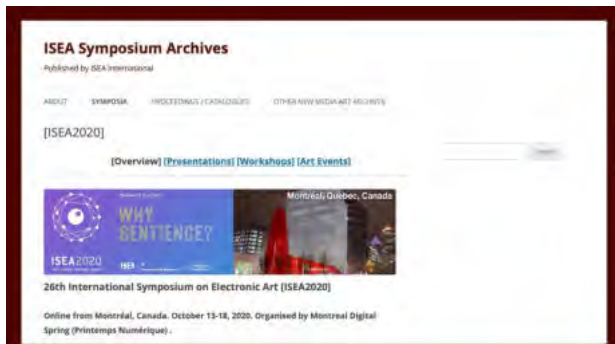 ISEA Symposium Archives
Published by ISEA International
ABOUT SYMPOSIA PROCEEDINGS / CATALOGUES OTHER NEW MEDIA ART ARCHIVES
[ISEA2020]
[Overview] [Presentations] [Workshops] [Art Events]
Montréal, Québec, Canada
WHY
SENTIENCE?
ISEA2020
ISEA
26th International Symposium on Electronic Art [ISEA2020]
Online from Montréal, Canada. October 13-18, 2020. Organised by Montreal Digital
Spring (Printemps Numérique) .